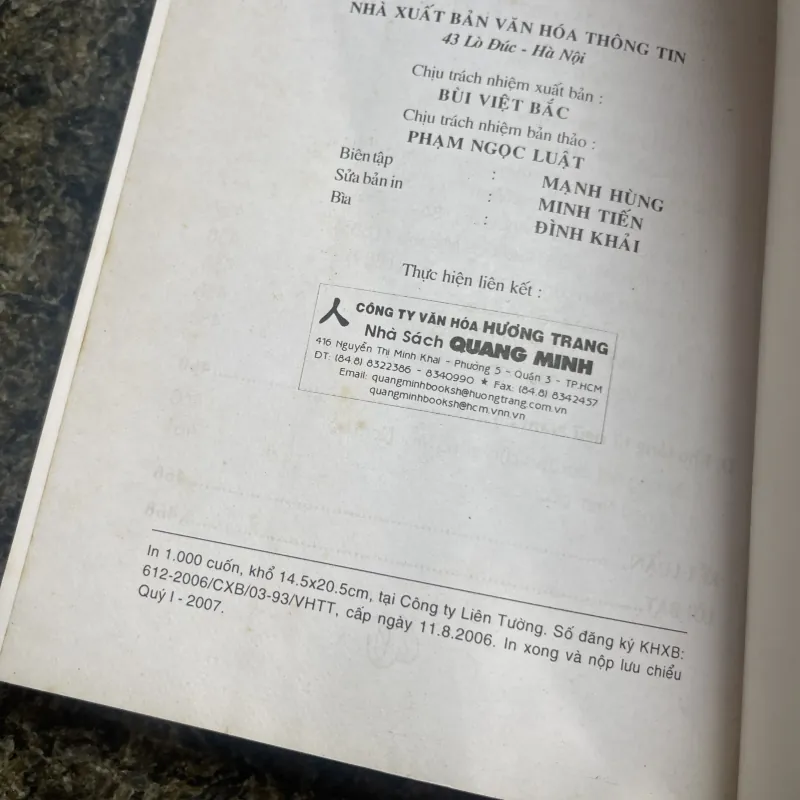 NHÀ XUẤT BẢN VĂN HÓA THÔNG TIN
43 Lò Đúc - Hà Nội
Chịu trách nhiệm xuất bản :
BÙI VIỆT BẮC
Chịu trách nhiệm bản thảo :
PHẠM NGỌC LUẬT
Biên tập : MẠNH HÙNG
Sửa bản in : MINH TIẾN
Bìa : ĐÌNH KHẢI
Thực hiện liên kết :
CÔNG TY VĂN HÓA HƯƠNG TRANG
Nhà Sách QUANG MINH
416 Nguyễn Thị Minh Khai - Phường 5 - Quận 3 - TP.HCM
ĐT: (84.8) 8322386 - 8340990 ★ Fax: (84.8) 8342457
Email: quangminhbooksh@huongtrang.com.vn
quangminhbooksh@hcm.vnn.vn
In 1.000 cuốn, khổ 14.5x20.5cm, tại Công ty Liên Tường. Số đăng ký KHXB:
612-2006/CXB/03-93/VHTT, cấp ngày 11.8.2006. In xong và nộp lưu chiểu
Quý I - 2007.